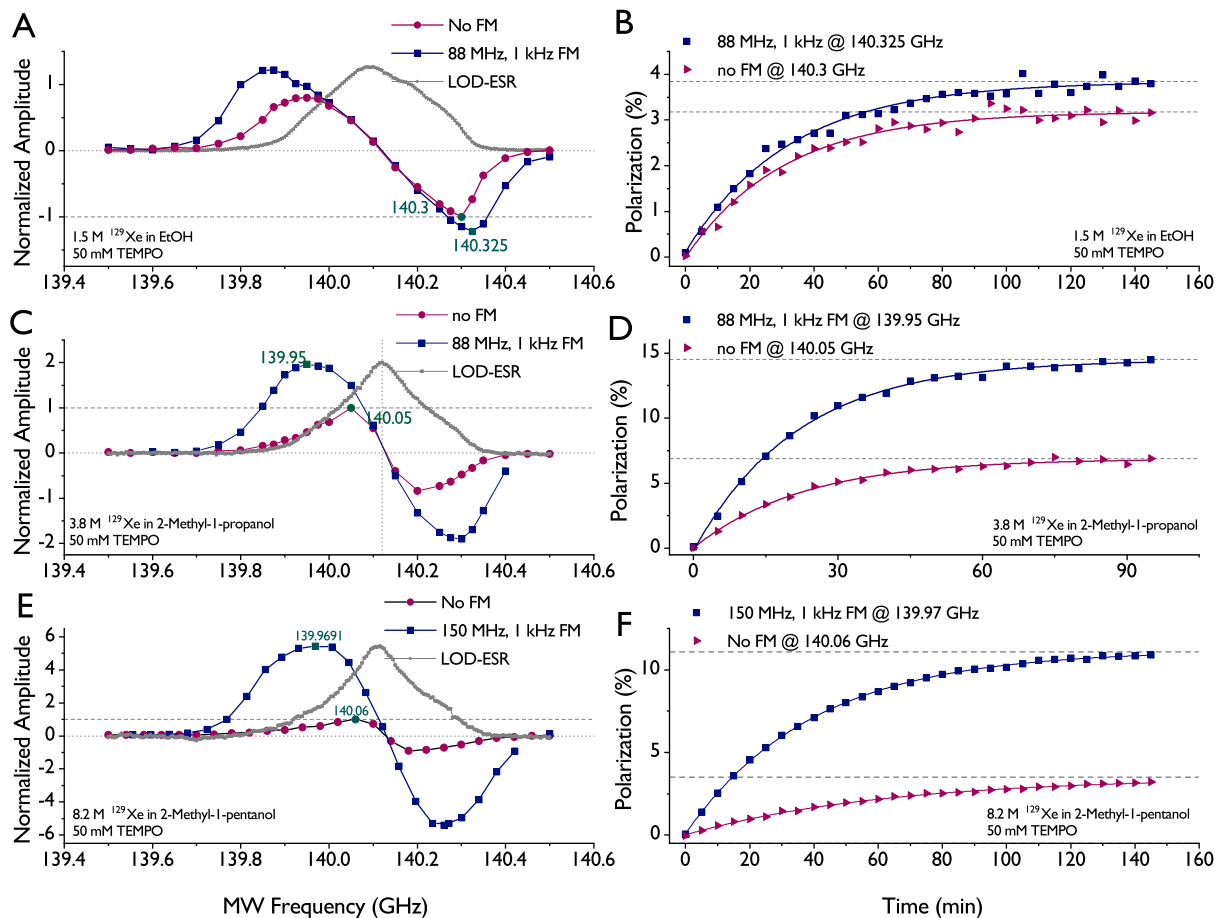 A
No FM
88 MHz, 1 kHz FM
LOD-ESR
Normalized Amplitude
1
0
-1
140.3
140.325
1.5 M 129Xe in EtOH
50 mM TEMPO
139.4 139.6 139.8 140.0 140.2 140.4 140.6
B
88 MHz, 1 kHz @ 140.325 GHz
no FM @ 140.3 GHz
Polarization (%)
4
3
2
1
0
1.5 M 129Xe in EtOH
50 mM TEMPO
0 20 40 60 80 100 120 140 160
C
no FM
88 MHz, 1 kHz FM
LOD-ESR
Normalized Amplitude
2
1
0
-1
-2
139.95
140.05
3.8 M 129Xe in 2-Methyl-1-propanol
50 mM TEMPO
139.4 139.6 139.8 140.0 140.2 140.4 140.6
D
88 MHz, 1 kHz FM @ 139.95 GHz
no FM @ 140.05 GHz
Polarization (%)
15
10
5
0
3.8 M 129Xe in 2-Methyl-1-propanol
50 mM TEMPO
0 30 60 90
E
No FM
150 MHz, 1 kHz FM
LOD-ESR
Normalized Amplitude
6
4
2
0
-2
-4
-6
139.9691
140.06
8.2 M 129Xe in 2-Methyl-1-pentanol
50 mM TEMPO
139.4 139.6 139.8 140.0 140.2 140.4 140.6
MW Frequency (GHz)
F
150 MHz, 1 kHz FM @ 139.97 GHz
No FM @ 140.06 GHz
Polarization (%)
10
5
0
8.2 M 129Xe in 2-Methyl-1-pentanol
50 mM TEMPO
0 20 40 60 80 100 120 140 160
Time (min)